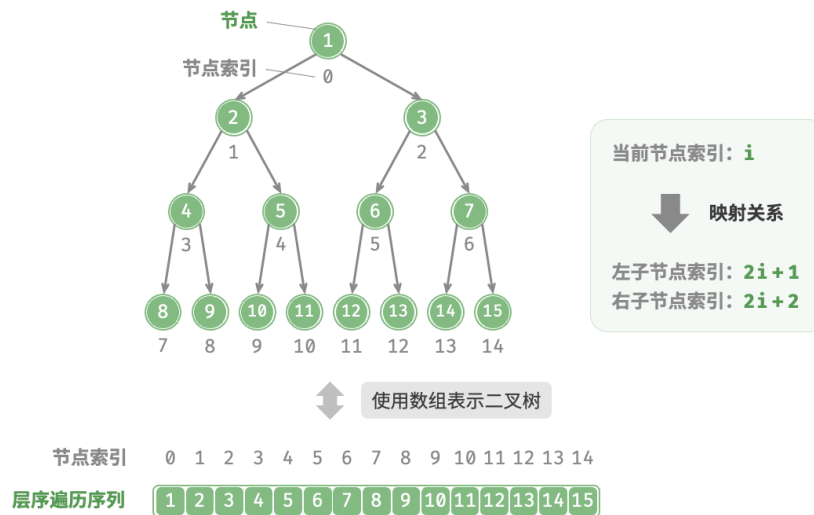 节点
1
节点索引
0
2 3
1 2
4 5 6 7
3 4 5 6
8 9 10 11 12 13 14 15
7 8 9 10 11 12 13 14
当前节点索引：i
映射关系
左子节点索引：2i + 1
右子节点索引：2i + 2
使用数组表示二叉树
节点索引 0 1 2 3 4 5 6 7 8 9 10 11 12 13 14
层序遍历序列 1 2 3 4 5 6 7 8 9 10 11 12 13 14 15